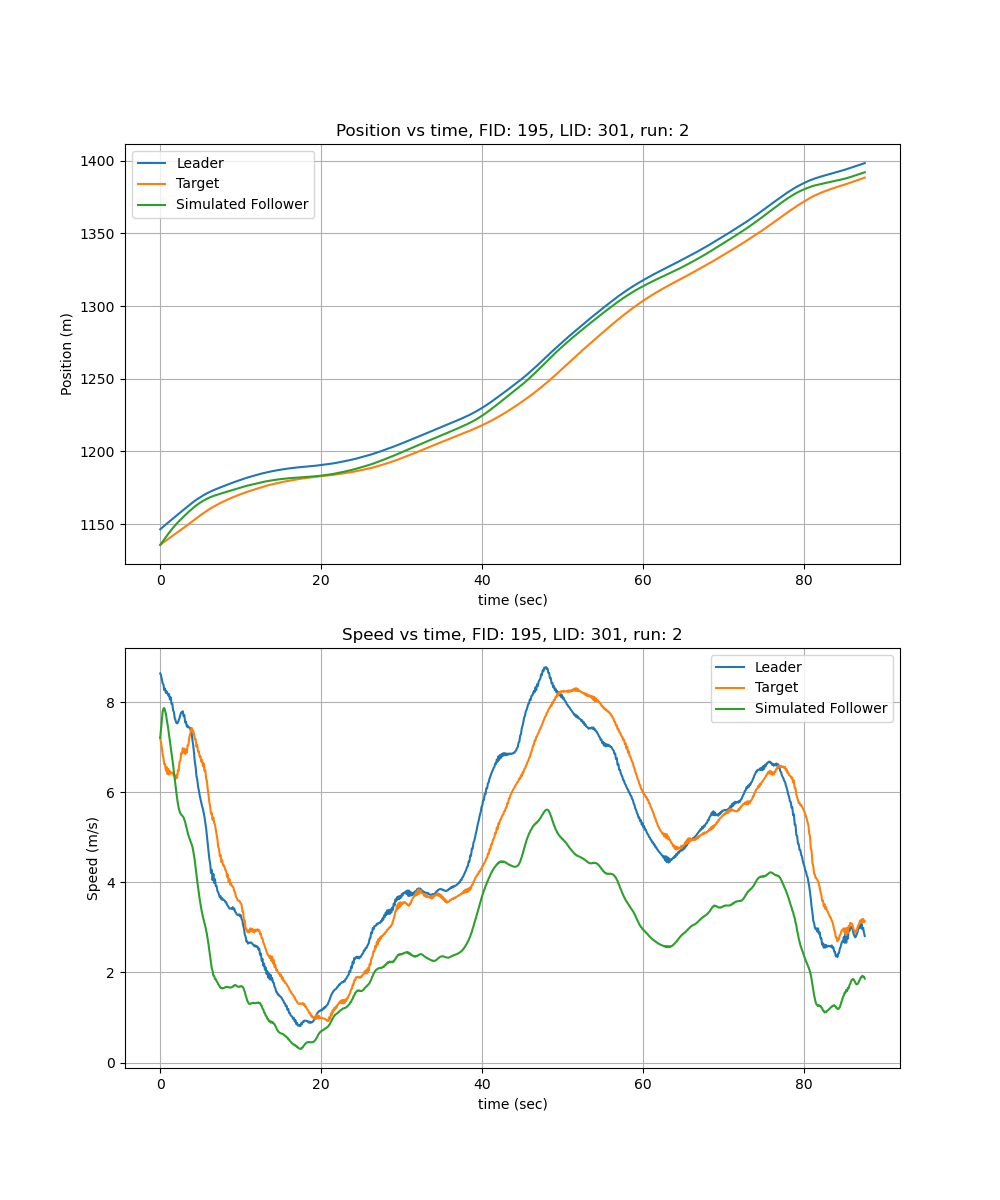 Position vs time, FID: 195, LID: 301, run: 2
Leader
Target
Simulated Follower
Position (m)
1400
1350
1300
1250
1200
1150
0 20 40 60 80
time (sec)
Speed vs time, FID: 195, LID: 301, run: 2
Leader
Target
Simulated Follower
Speed (m/s)
8
6
4
2
0
0 20 40 60 80
time (sec)